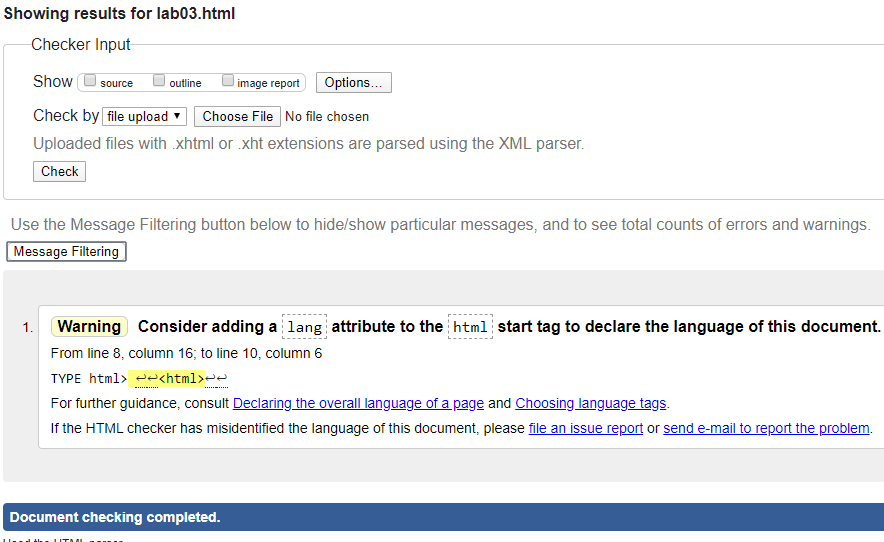 Showing results for lab03.html
Checker Input
Show source outline image report Options...
Check by file upload ▼ Choose File No file chosen
Uploaded files with .xhtml or .xht extensions are parsed using the XML parser.
Check
Use the Message Filtering button below to hide/show particular messages, and to see total counts of errors and warnings.
Message Filtering
1. Warning Consider adding a lang attribute to the html start tag to declare the language of this document.
From line 8, column 16; to line 10, column 6
TYPE html> ↩↩<html>↩↩
For further guidance, consult Declaring the overall language of a page and Choosing language tags.
If the HTML checker has misidentified the language of this document, please file an issue report or send e-mail to report the problem.
Document checking completed.
Used the HTML parser.